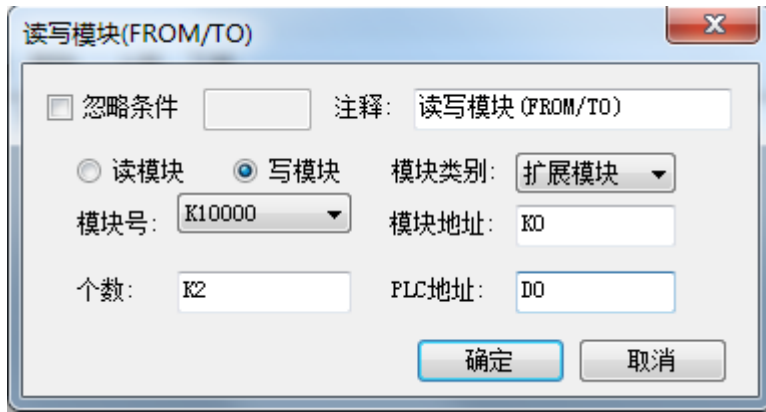 读写模块(FROM/TO)
忽略条件 注释: 读写模块(FROM/TO)
读模块 写模块 模块类别: 扩展模块
模块号: K10000 模块地址: K0
个数: K2 PLC地址: D0
确定 取消